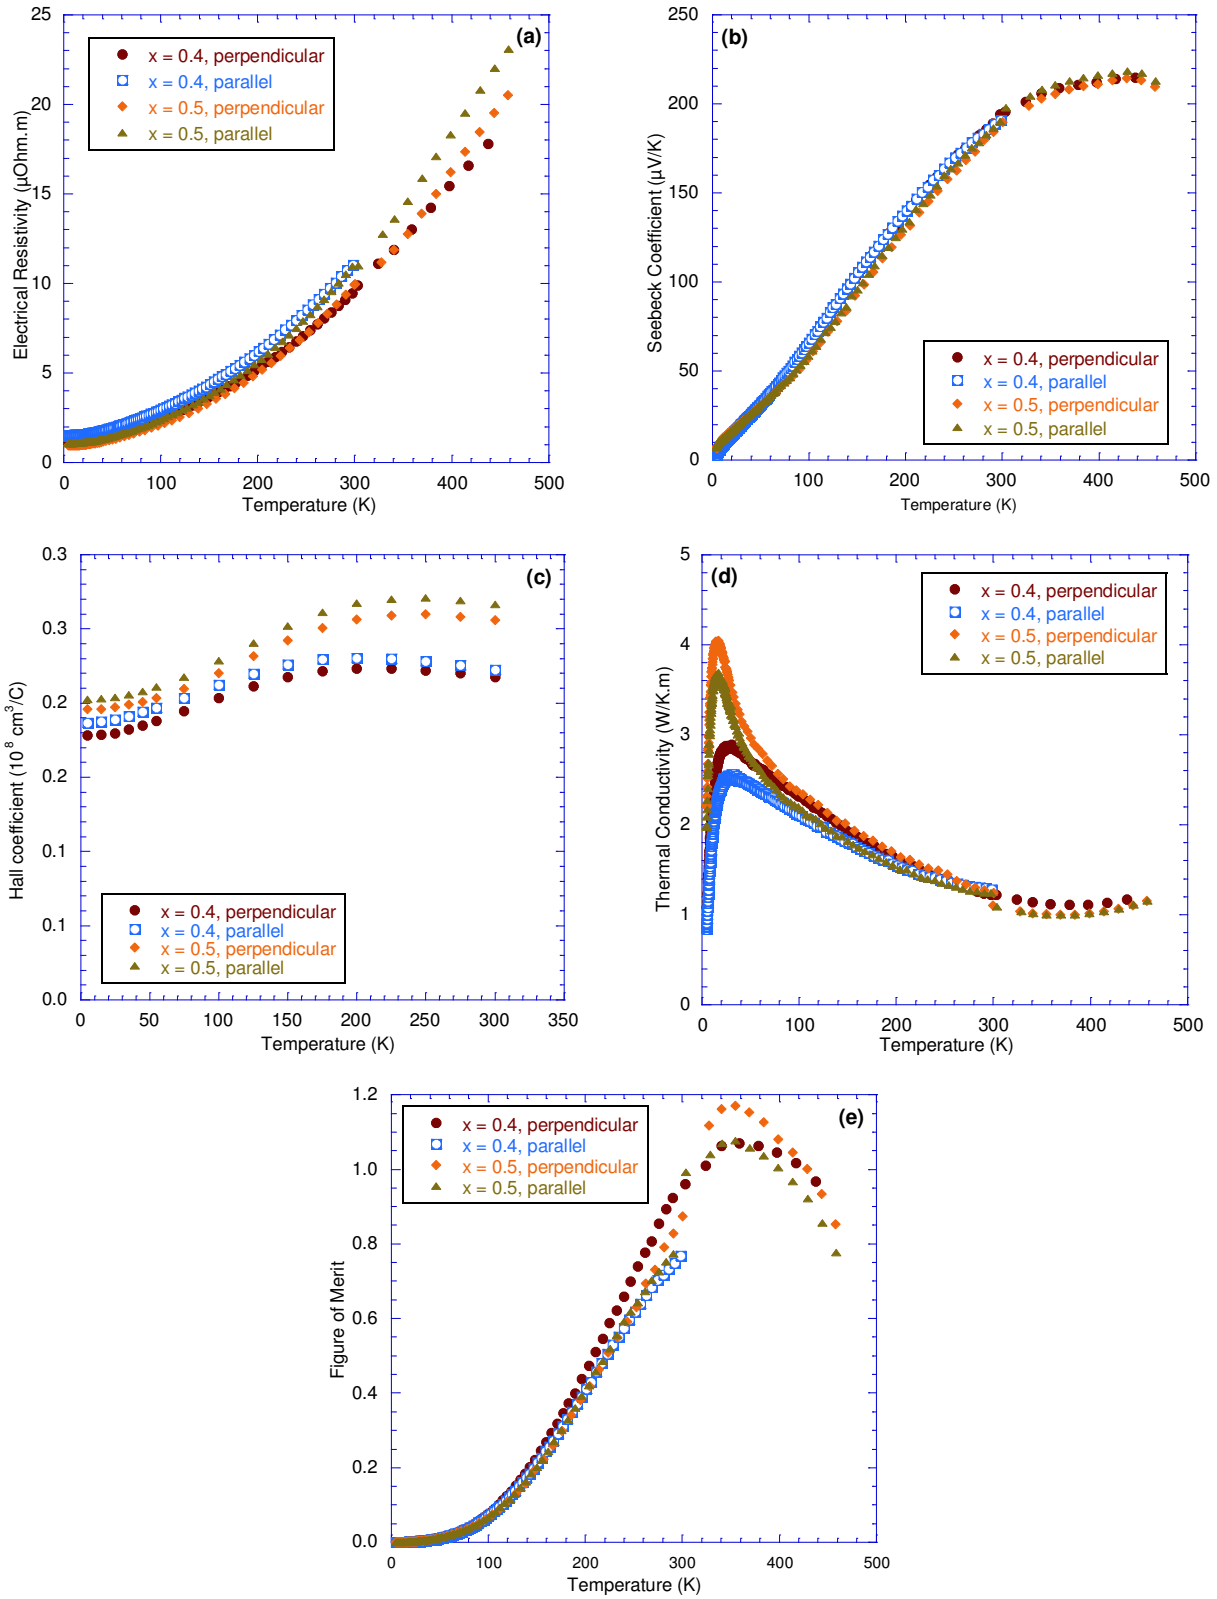 (a)
x = 0.4, perpendicular
x = 0.4, parallel
x = 0.5, perpendicular
x = 0.5, parallel
25
20
15
10
5
0
Electrical Resistivity (µOhm.m)
0 100 200 300 400 500
Temperature (K)
(b)
250
200
150
100
50
0
Seebeck Coefficient (µV/K)
x = 0.4, perpendicular
x = 0.4, parallel
x = 0.5, perpendicular
x = 0.5, parallel
0 100 200 300 400 500
Temperature (K)
(c)
0.3
0.3
0.2
0.2
0.1
0.1
0.0
Hall coefficient (10⁸ cm³/C)
x = 0.4, perpendicular
x = 0.4, parallel
x = 0.5, perpendicular
x = 0.5, parallel
0 50 100 150 200 250 300 350
Temperature (K)
(d)
x = 0.4, perpendicular
x = 0.4, parallel
x = 0.5, perpendicular
x = 0.5, parallel
5
4
3
2
1
0
Thermal Conductivity (W/K.m)
0 100 200 300 400 500
Temperature (K)
(e)
x = 0.4, perpendicular
x = 0.4, parallel
x = 0.5, perpendicular
x = 0.5, parallel
1.2
1.0
0.8
0.6
0.4
0.2
0.0
Figure of Merit
0 100 200 300 400 500
Temperature (K)